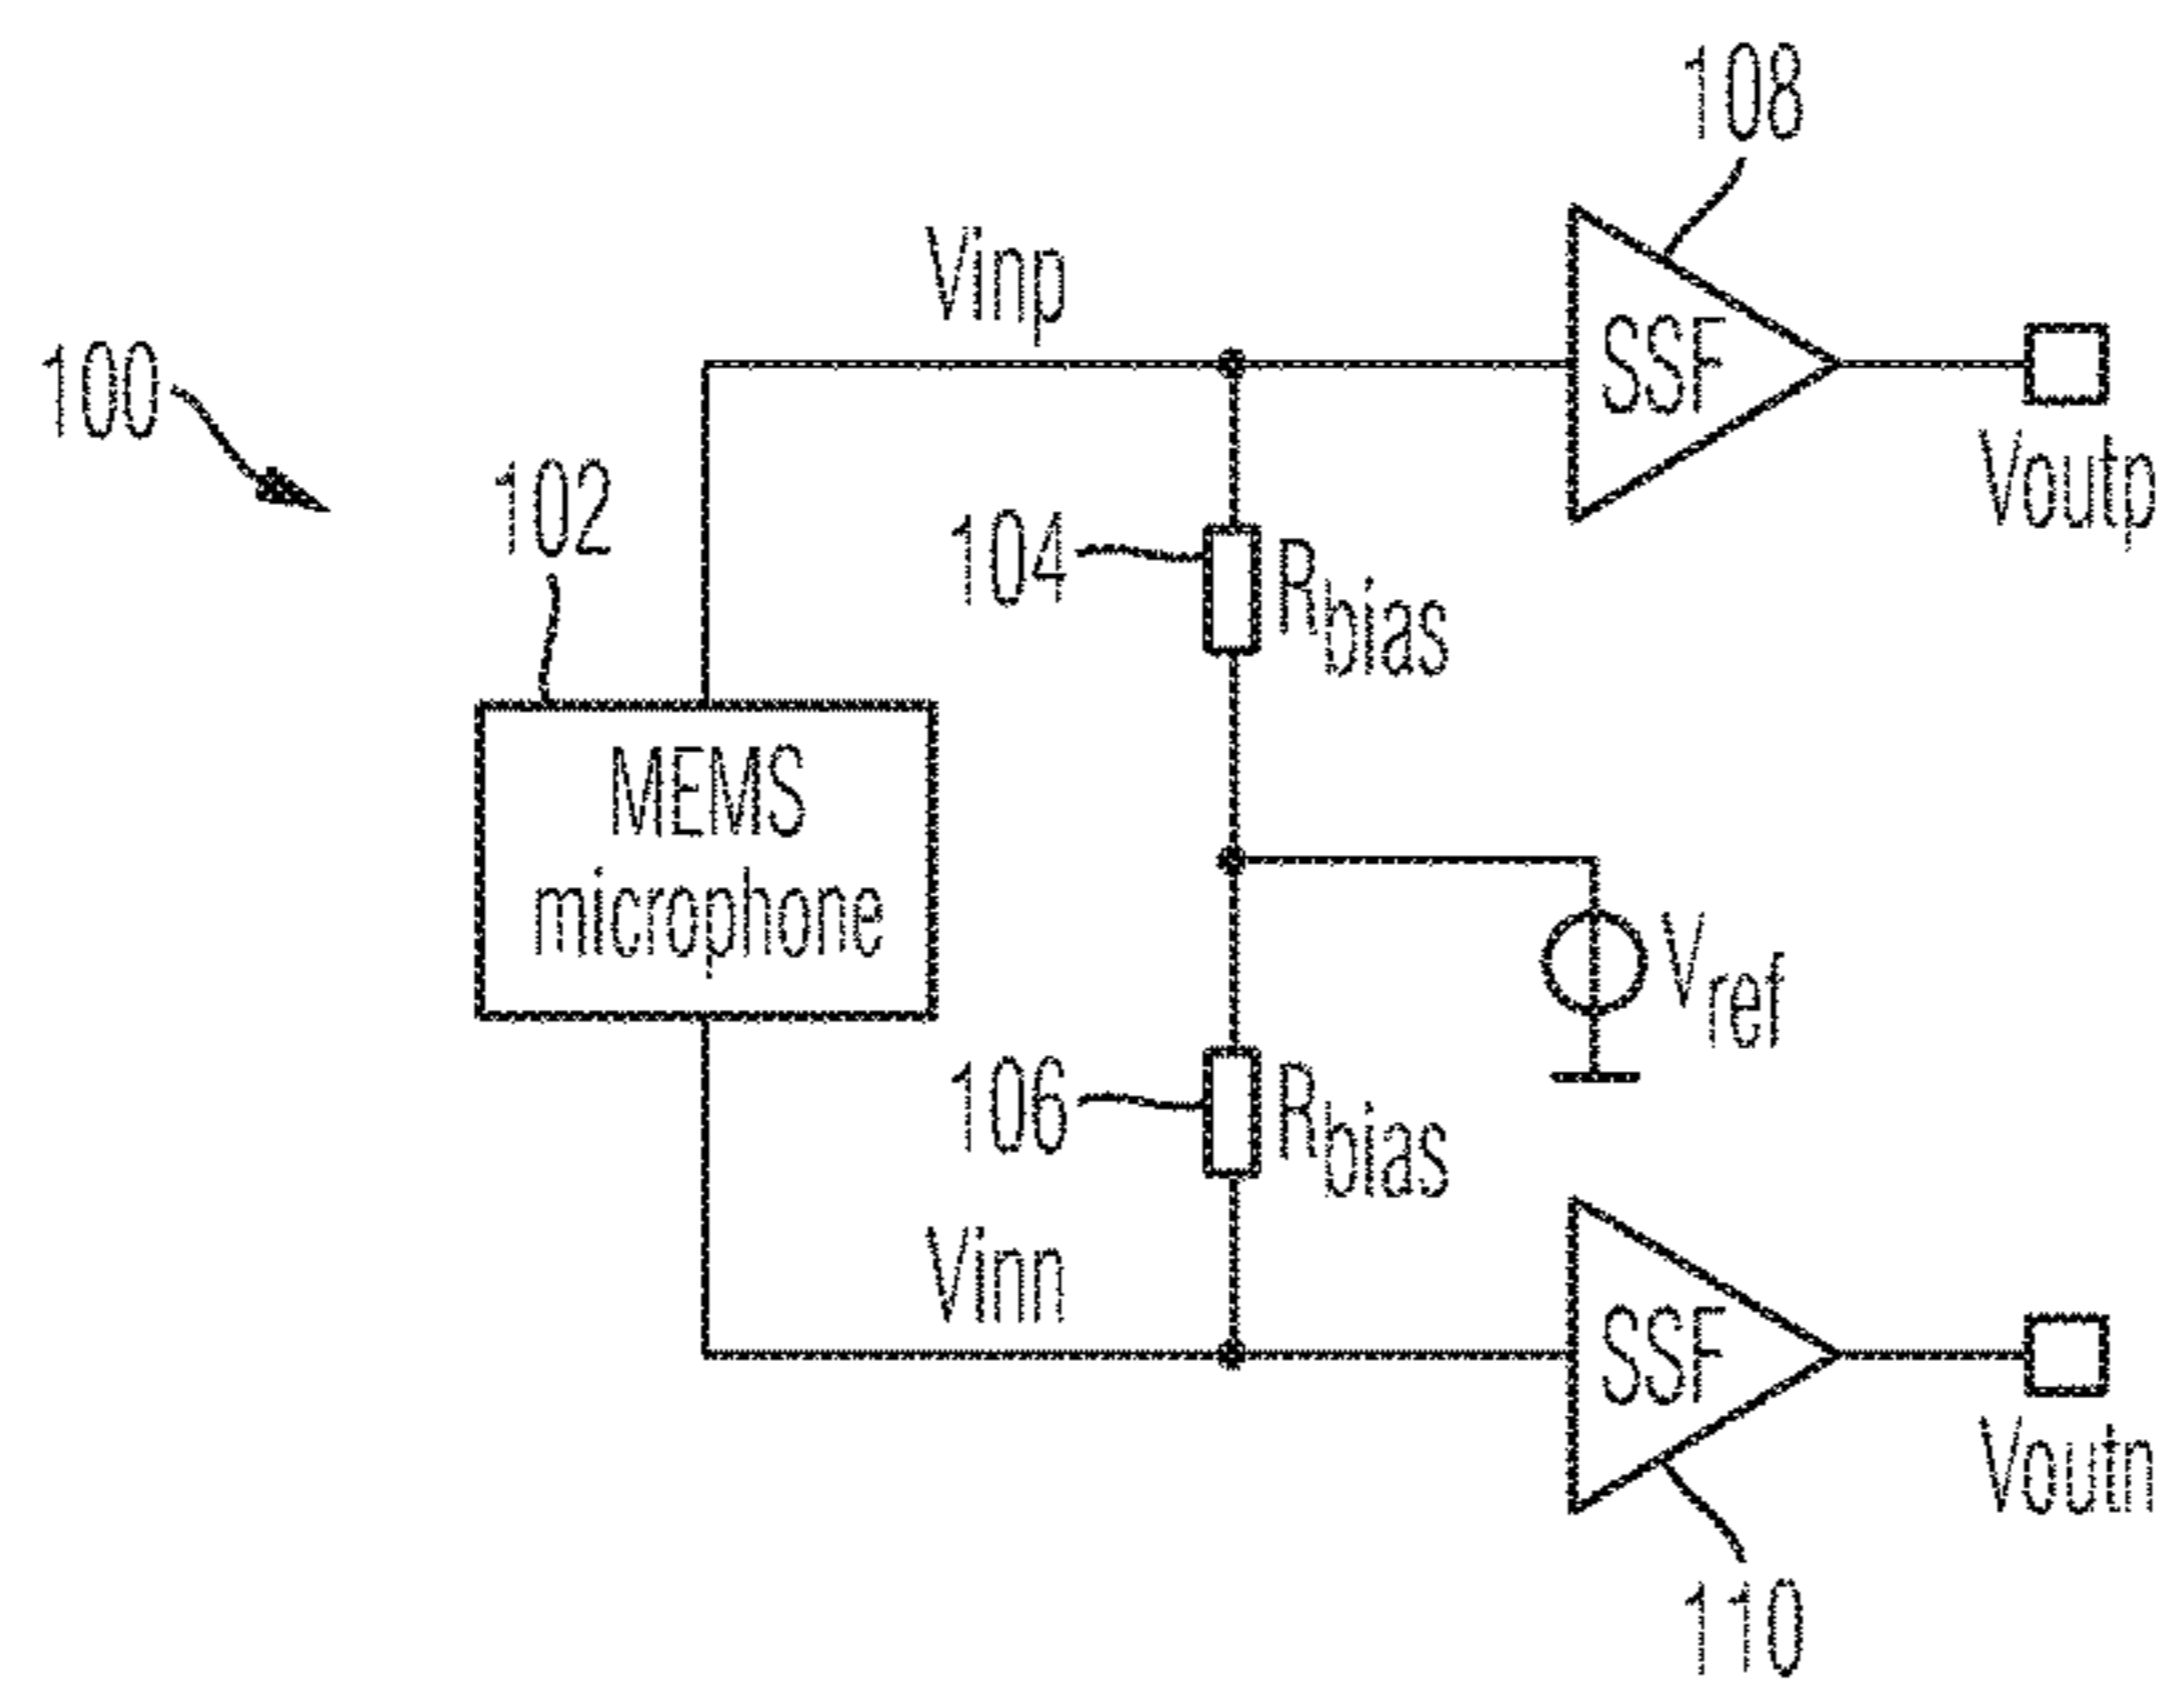 108
Vinp
100
SSF
Voutp
102
104
Rbias
MEMS
microphone
Vref
106
Rbias
Vinn
SSF
Voutn
110